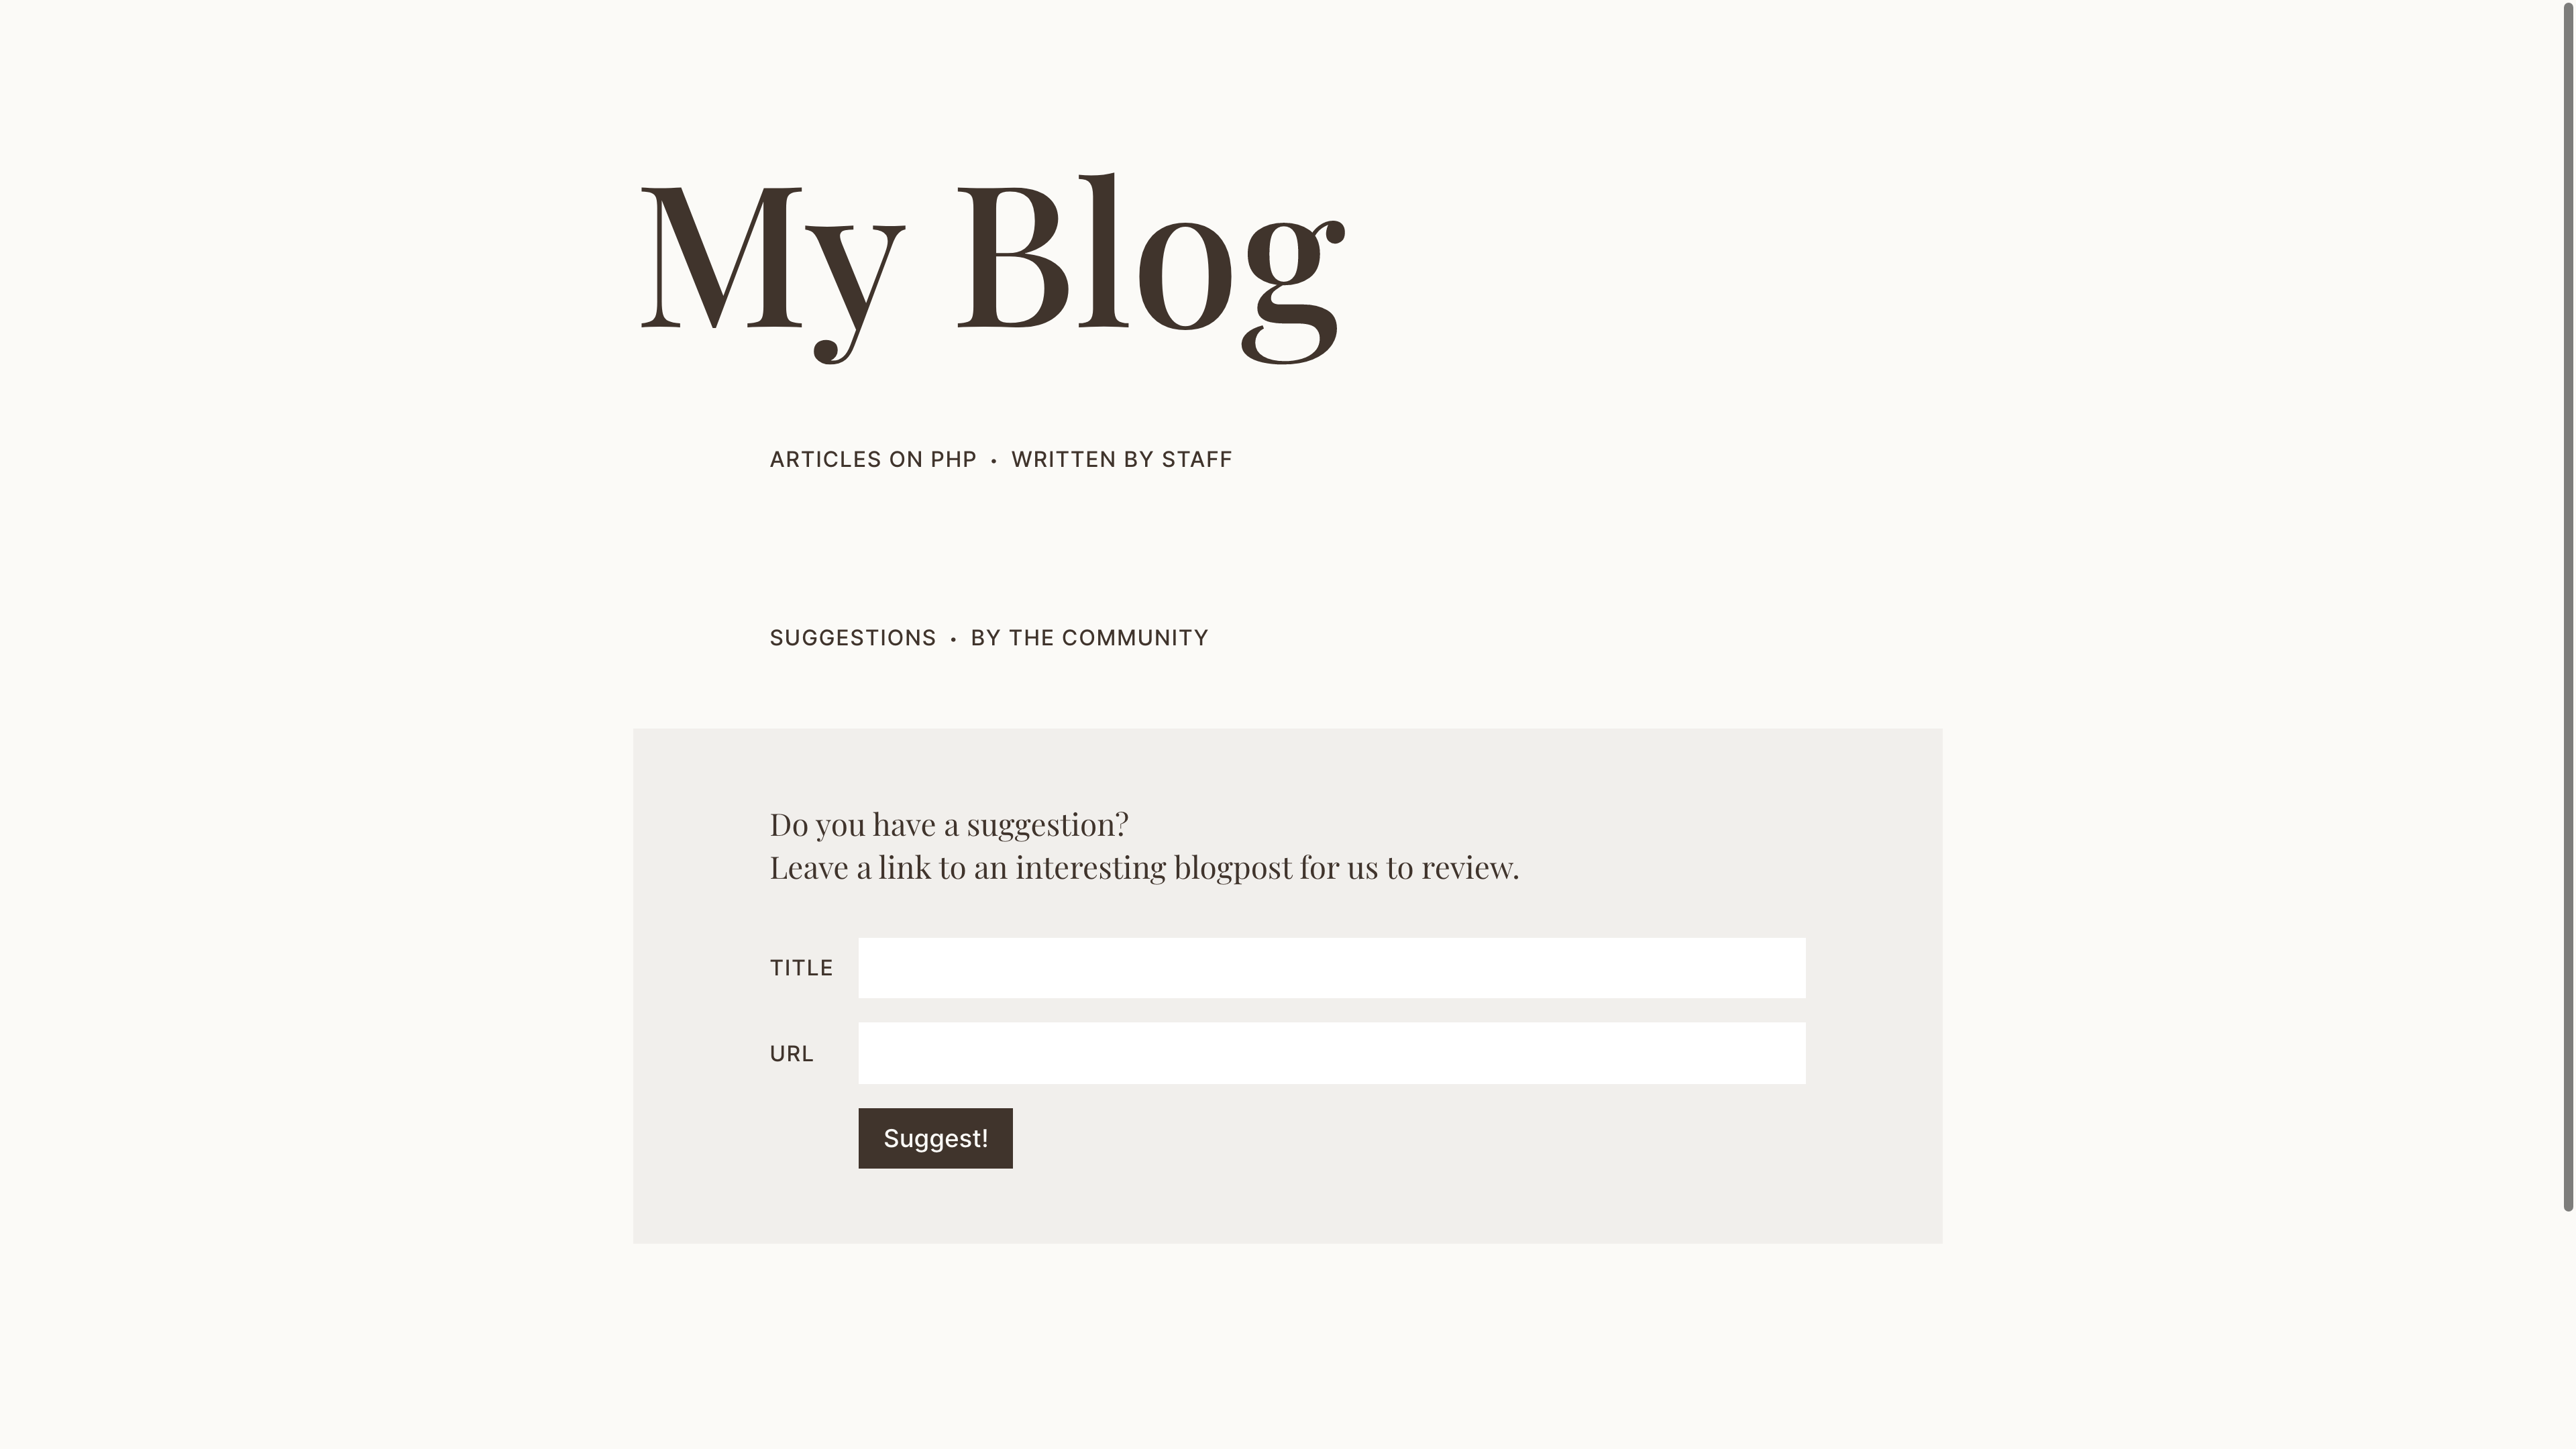 My Blog
ARTICLES ON PHP • WRITTEN BY STAFF
SUGGESTIONS • BY THE COMMUNITY
Do you have a suggestion?
Leave a link to an interesting blogpost for us to review.
TITLE
URL
Suggest!